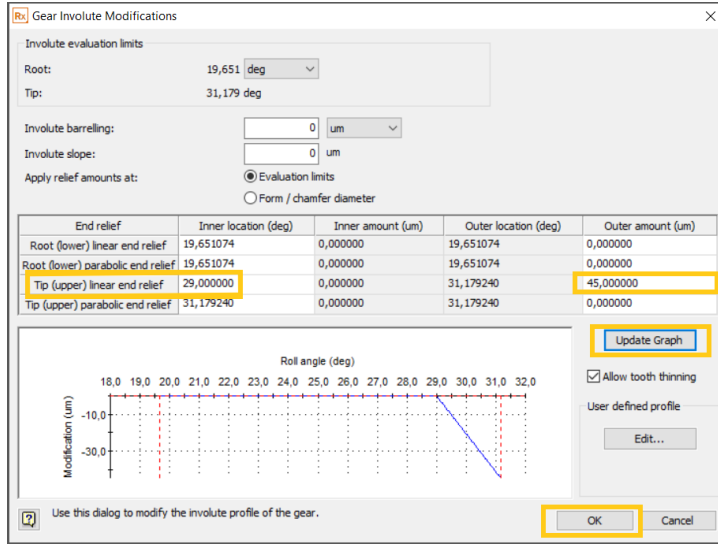 Rx Gear Involute Modifications
Involute evaluation limits
Root: 19,651 deg
Tip: 31,179 deg
Involute barrelling: 0 um
Involute slope: 0 um
Apply relief amounts at: Evaluation limits
Form / chamfer diameter
End relief Inner location (deg) Inner amount (um) Outer location (deg) Outer amount (um)
Root (lower) linear end relief 19,651074 0,000000 19,651074 0,000000
Root (lower) parabolic end relief 19,651074 0,000000 19,651074 0,000000
Tip (upper) linear end relief 29,000000 0,000000 31,179240 45,000000
Tip (upper) parabolic end relief 31,179240 0,000000 31,179240 0,000000
Update Graph
Allow tooth thinning
User defined profile
Edit...
Roll angle (deg)
18,0 19,0 20,0 21,0 22,0 23,0 24,0 25,0 26,0 27,0 28,0 29,0 30,0 31,0 32,0
Modification (um)
-10,0
-30,0
Use this dialog to modify the involute profile of the gear.
OK Cancel